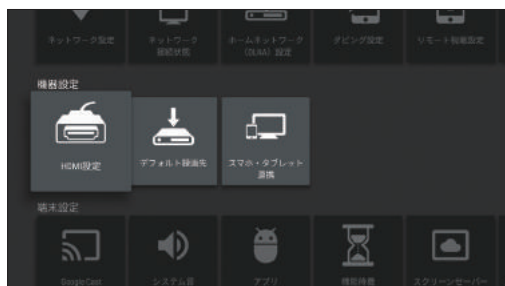 ネットワーク設定
ネットワーク
接続状態
ホームネットワーク
(DLNA) 設定
ダビング設定
リモート視聴設定
機器設定
HDMI設定
デフォルト録画先
スマホ・タブレット
連携
端末設定
Google Cast
システム音
アプリ
機能待機
スクリーンセーバー